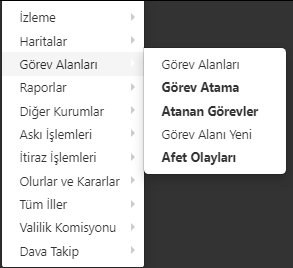 İzleme
Haritalar
Görev Alanları
Raporlar
Diğer Kurumlar
Askı İşlemleri
İtiraz İşlemleri
Olurlar ve Kararlar
Tüm İller
Valilik Komisyonu
Dava Takip
Görev Alanları
Görev Atama
Atanan Görevler
Görev Alanı Yeni
Afet Olayları